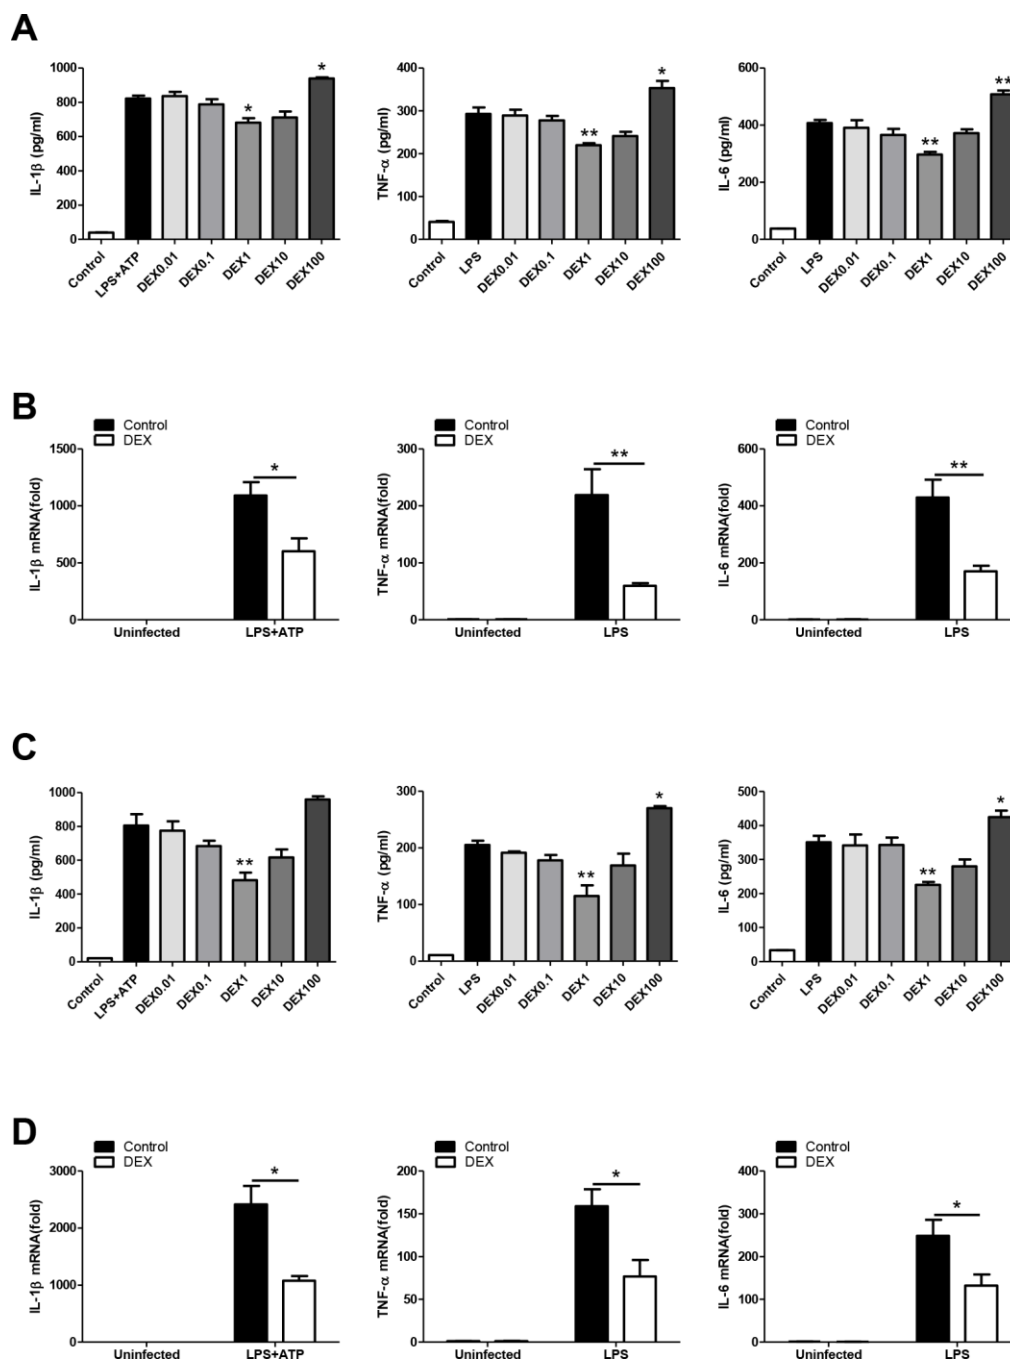 A
IL-1β (pg/ml)
1000
800
600
400
200
0
*
*
Control
LPS+ATP
DEX0.01
DEX0.1
DEX1
DEX10
DEX100
TNF-α (pg/ml)
400
300
200
100
0
**
*
Control
LPS
DEX0.01
DEX0.1
DEX1
DEX10
DEX100
IL-6 (pg/ml)
600
400
200
0
**
**
Control
LPS
DEX0.01
DEX0.1
DEX1
DEX10
DEX100
B
Control
DEX
IL-1β mRNA(fold)
1500
1000
500
0
*
Uninfected
LPS+ATP
Control
DEX
TNF-α mRNA(fold)
300
200
100
0
**
Uninfected
LPS
Control
DEX
IL-6 mRNA(fold)
600
400
200
0
**
Uninfected
LPS
C
IL-1β (pg/ml)
1000
800
600
400
200
0
**
Control
LPS+ATP
DEX0.01
DEX0.1
DEX1
DEX10
DEX100
TNF-α (pg/ml)
300
200
100
0
**
*
Control
LPS
DEX0.01
DEX0.1
DEX1
DEX10
DEX100
IL-6 (pg/ml)
500
400
300
200
100
0
**
*
Control
LPS
DEX0.01
DEX0.1
DEX1
DEX10
DEX100
D
Control
DEX
IL-1β mRNA(fold)
3000
2000
1000
0
*
Uninfected
LPS+ATP
Control
DEX
TNF-α mRNA(fold)
200
150
100
50
0
*
Uninfected
LPS
Control
DEX
IL-6 mRNA(fold)
400
300
200
100
0
*
Uninfected
LPS